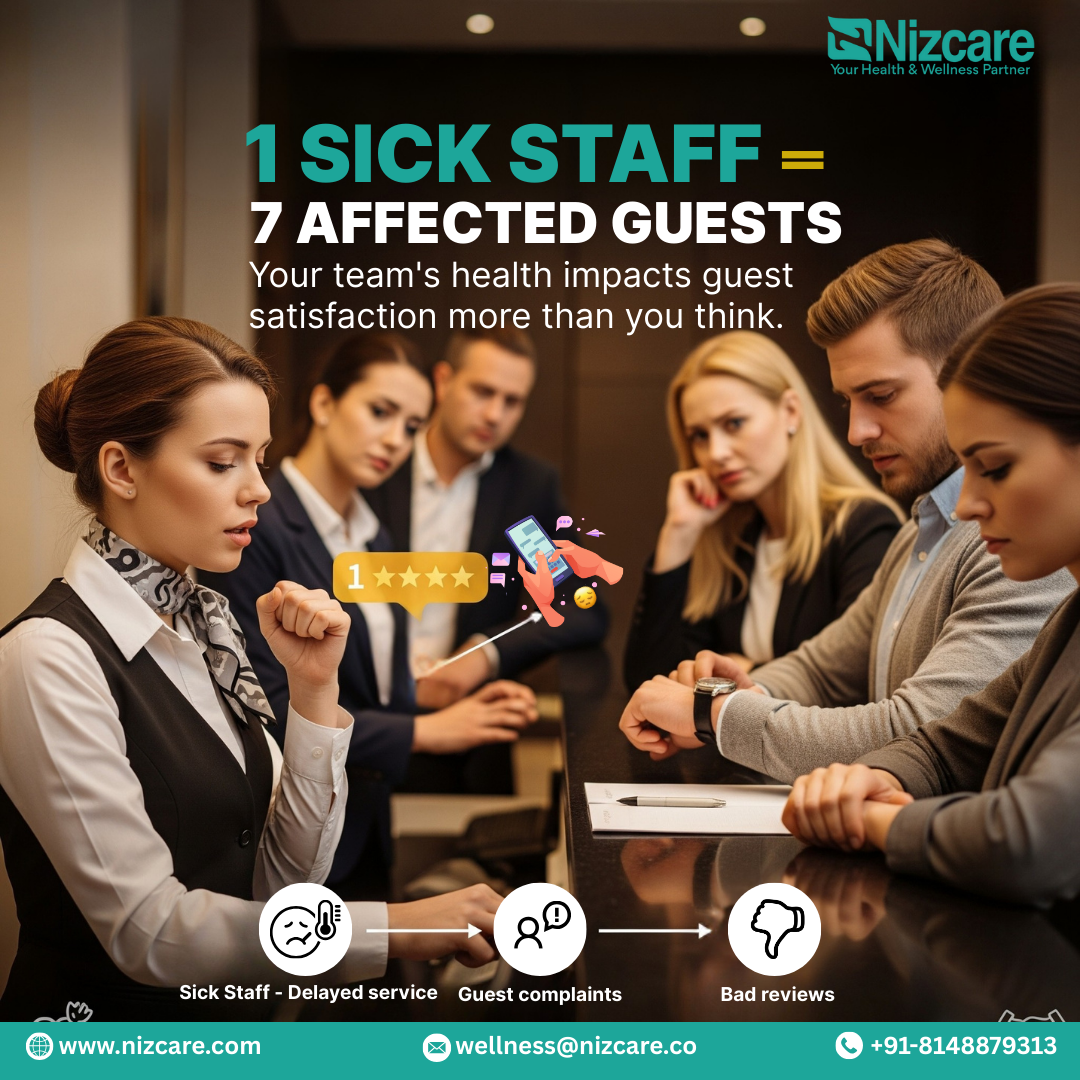 Nizcare
Your Health & Wellness Partner
1 SICK STAFF =
7 AFFECTED GUESTS
Your team's health impacts guest
satisfaction more than you think.
1
Sick Staff - Delayed service
Guest complaints
Bad reviews
www.nizcare.com
wellness@nizcare.co
+91-8148879313